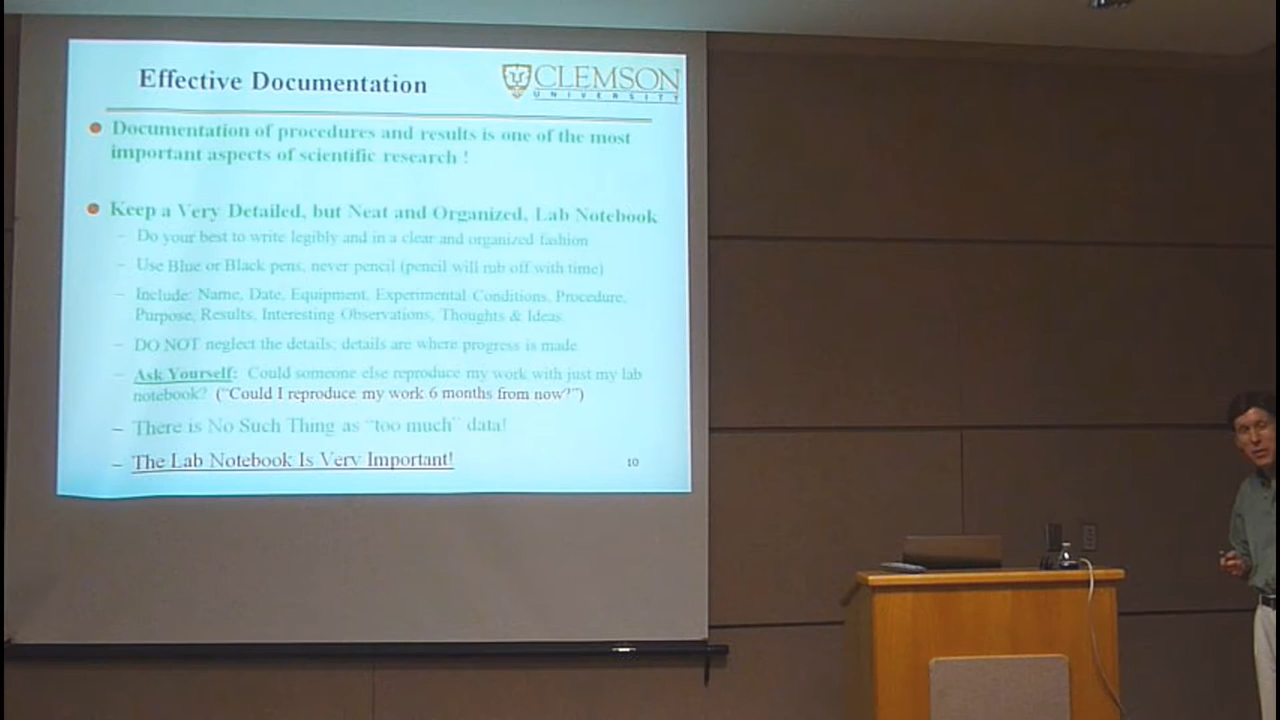 Effective Documentation
CLEMSON
UNIVERSITY
Documentation of procedures and results is one of the most
important aspects of scientific research !
Keep a Very Detailed, but Neat and Organized, Lab Notebook
– Do your best to write legibly and in a clear and organized fashion
– Use Blue or Black pens, never pencil (pencil will rub off with time)
– Include: Name, Date, Equipment, Experimental Conditions, Procedure,
Purpose, Results, Interesting Observations, Thoughts & Ideas
– DO NOT neglect the details; details are where progress is made
– Ask Yourself: Could someone else reproduce my work with just my lab
notebook? ("Could I reproduce my work 6 months from now?")
– There is No Such Thing as "too much" data!
– The Lab Notebook Is Very Important!
10